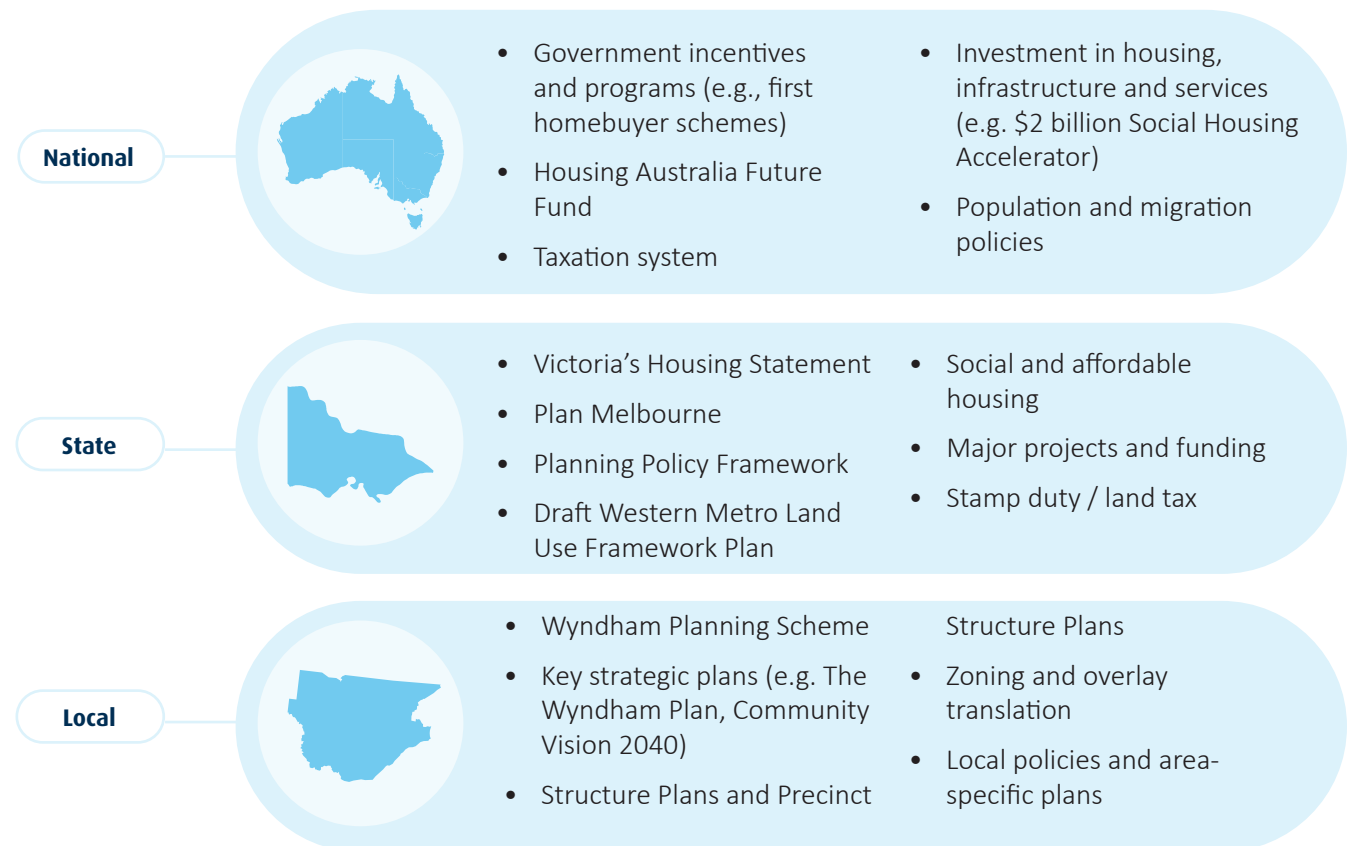 National
• Government incentives
and programs (e.g., first
homebuyer schemes)
• Housing Australia Future
Fund
• Taxation system
• Investment in housing,
infrastructure and services
(e.g. $2 billion Social Housing
Accelerator)
• Population and migration
policies
State
• Victoria’s Housing Statement
• Plan Melbourne
• Planning Policy Framework
• Draft Western Metro Land
Use Framework Plan
• Social and affordable
housing
• Major projects and funding
• Stamp duty / land tax
Local
• Wyndham Planning Scheme
• Key strategic plans (e.g. The
Wyndham Plan, Community
Vision 2040)
• Structure Plans and Precinct
Structure Plans
• Zoning and overlay
translation
• Local policies and area-
specific plans